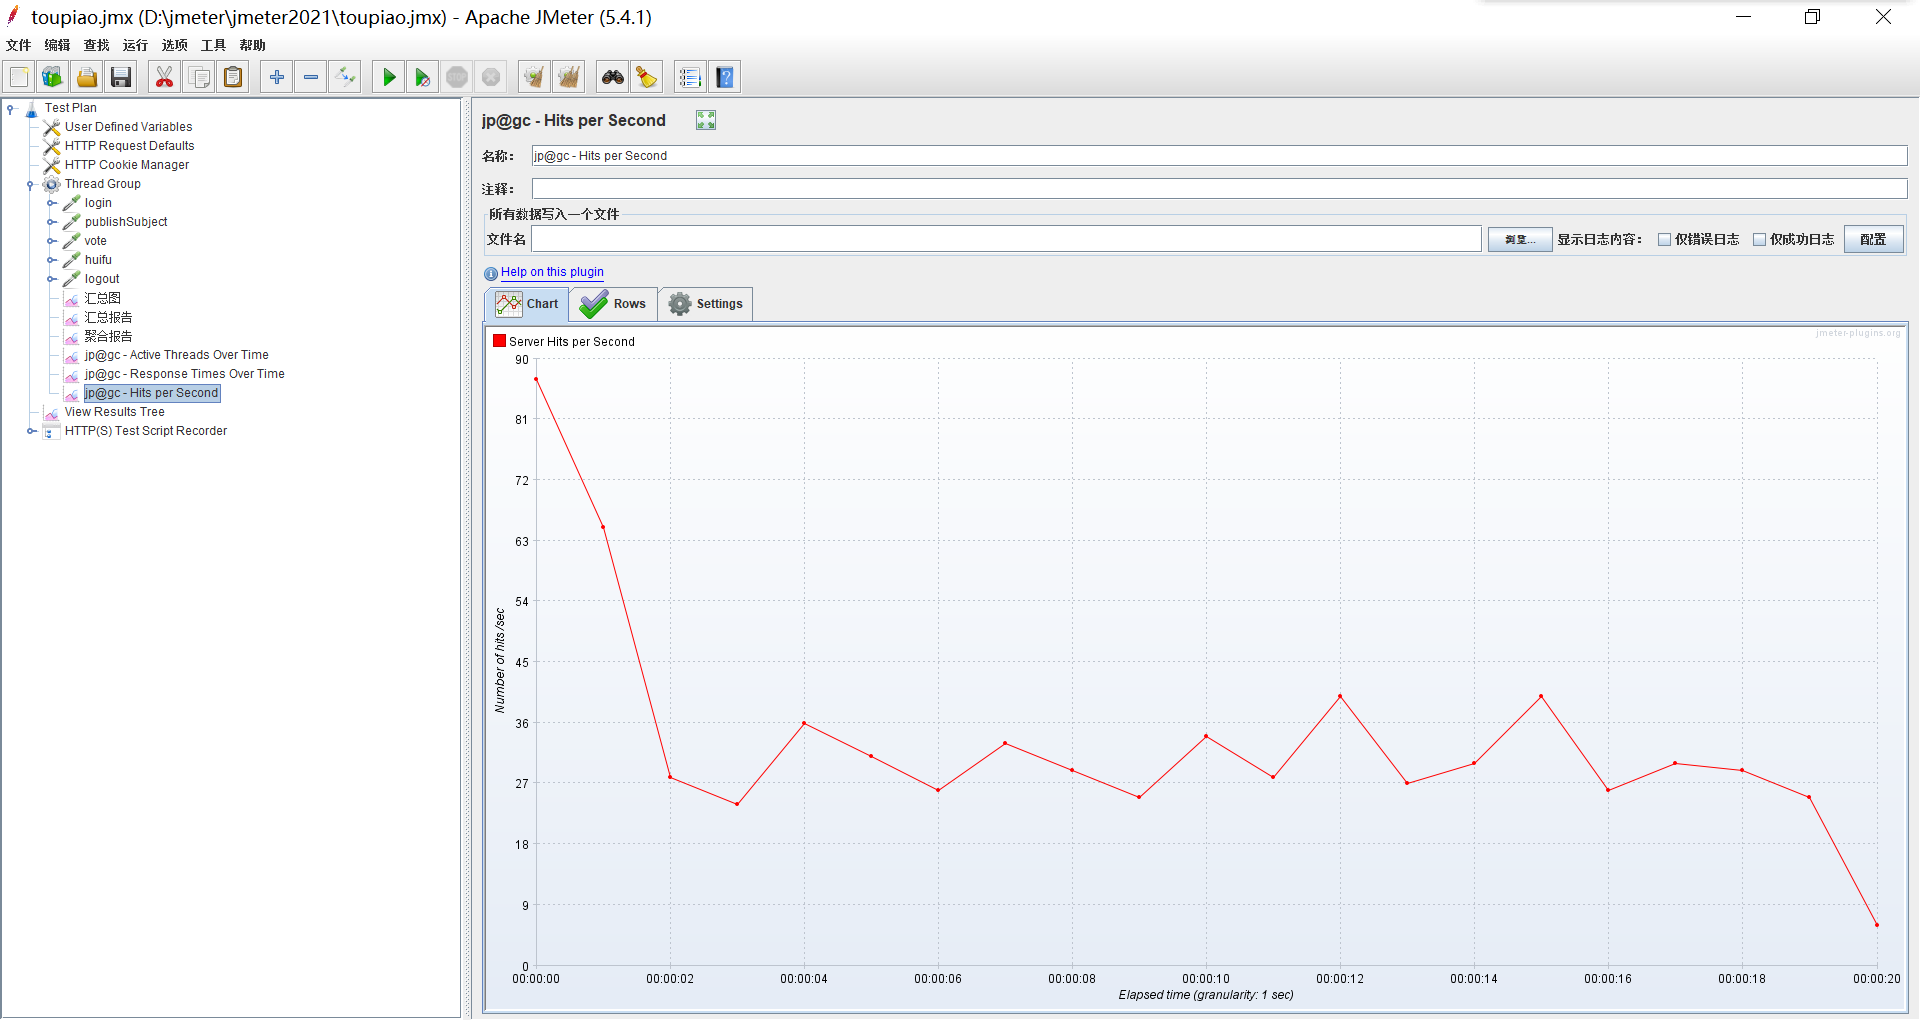 toupiao.jmx (D:\jmeter\jmeter2021\toupiao.jmx) - Apache JMeter (5.4.1)
文件 编辑 查找 运行 选项 工具 帮助
STOP
Test Plan
User Defined Variables
HTTP Request Defaults
HTTP Cookie Manager
Thread Group
login
publishSubject
vote
huifu
logout
汇总图
汇总报告
聚合报告
jp@gc - Active Threads Over Time
jp@gc - Response Times Over Time
jp@gc - Hits per Second
View Results Tree
HTTP(S) Test Script Recorder
jp@gc - Hits per Second
名称： jp@gc - Hits per Second
注释：
所有数据写入一个文件
文件名 浏览... 显示日志内容： 仅错误日志 仅成功日志 配置
Help on this plugin
Chart Rows Settings
jmeter-plugins.org
Server Hits per Second
90
81
72
63
54
45
36
27
18
9
0
Number of hits /sec
00:00:00 00:00:02 00:00:04 00:00:06 00:00:08 00:00:10 00:00:12 00:00:14 00:00:16 00:00:18 00:00:20
Elapsed time (granularity: 1 sec)